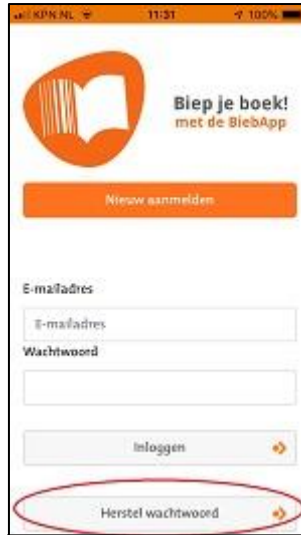 KPN NL 11:31 100%
Biep je boek!
met de BiebApp
Nieuw aanmelden
E-mailadres
E-mailadres
Wachtwoord
Inloggen
Herstel wachtwoord